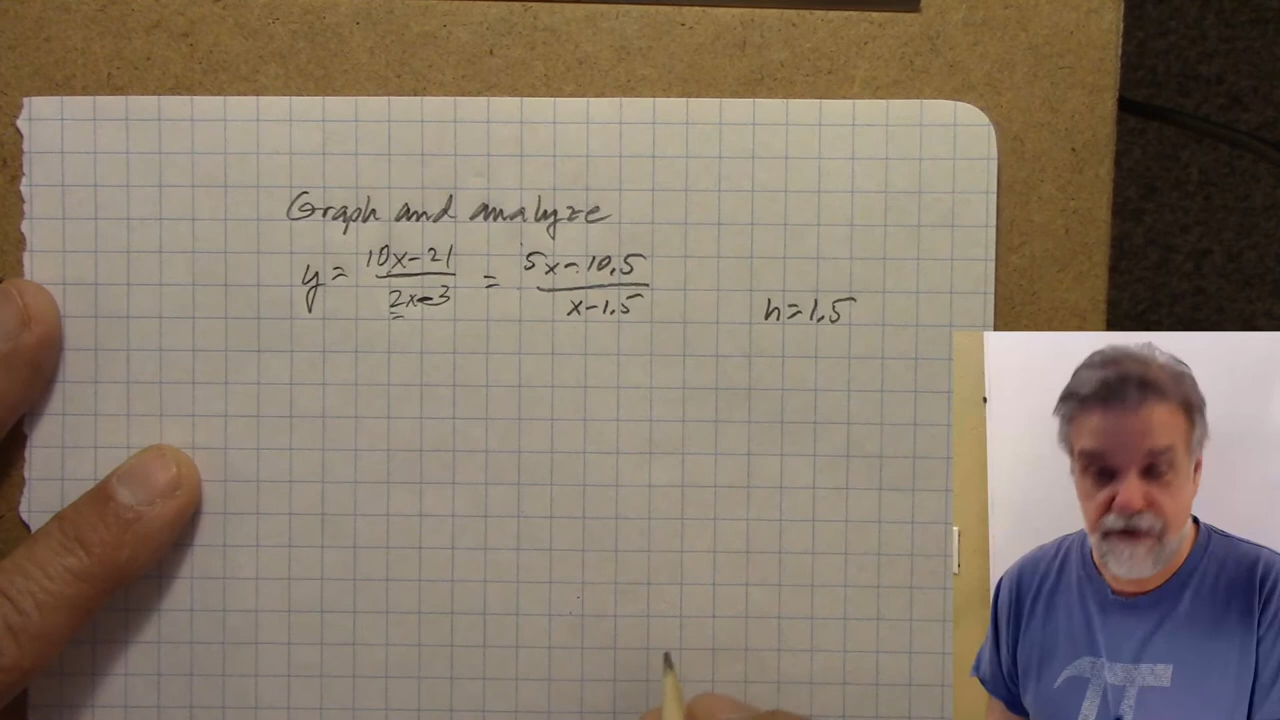 Graph and analyze
y = 10x-21 / 2x-3 = 5x-10.5 / x-1.5
h=1.5
π